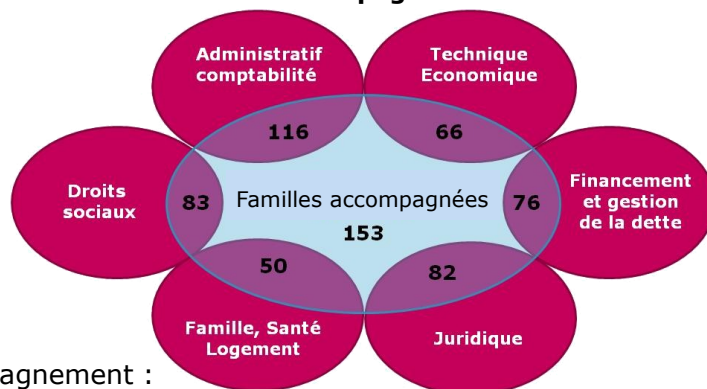 Administratif
comptabilité
Technique
Economique
116
66
Droits
sociaux
83
Familles accompagnées
153
76
Financement
et gestion
de la dette
50
82
Famille, Santé
Logement
Juridique
agnement :